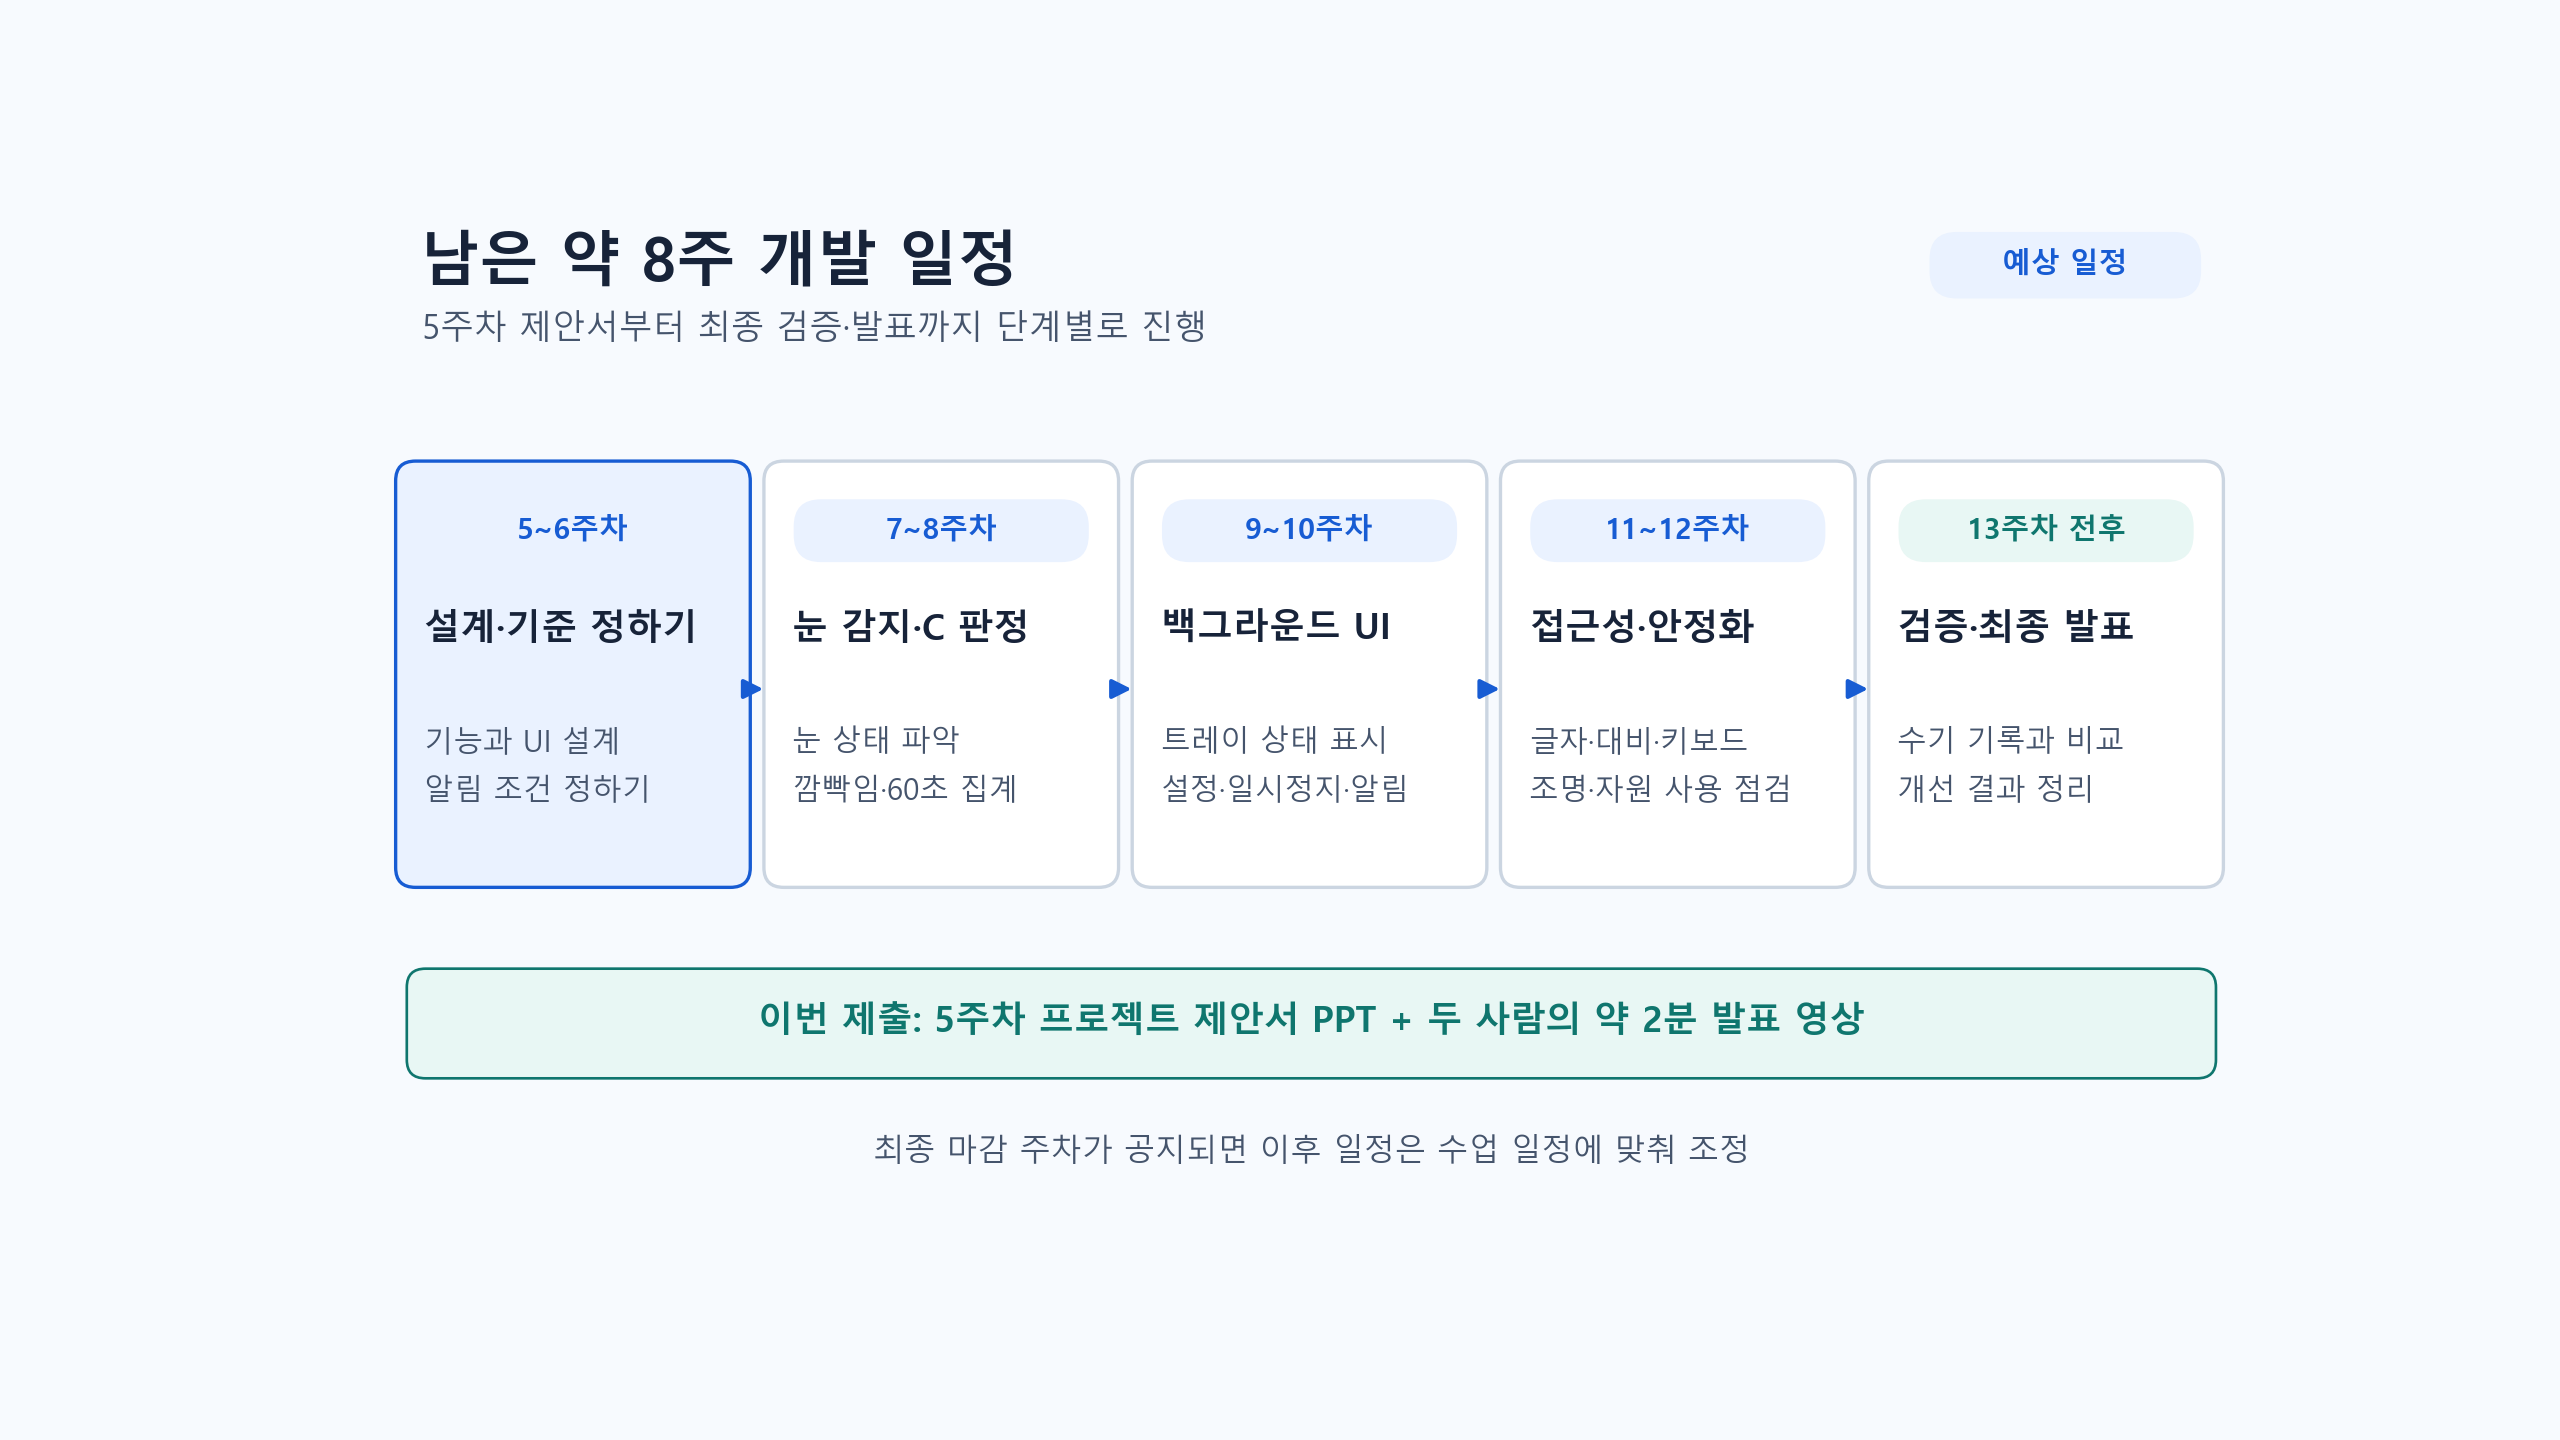 남은 약 8주 개발 일정
예상 일정
5주차 제안서부터 최종 검증·발표까지 단계별로 진행
5~6주차
설계·기준 정하기
기능과 UI 설계
알림 조건 정하기
7~8주차
눈 감지·C 판정
눈 상태 파악
깜빡임·60초 집계
9~10주차
백그라운드 UI
트레이 상태 표시
설정·일시정지·알림
11~12주차
접근성·안정화
글자·대비·키보드
조명·자원 사용 점검
13주차 전후
검증·최종 발표
수기 기록과 비교
개선 결과 정리
이번 제출: 5주차 프로젝트 제안서 PPT + 두 사람의 약 2분 발표 영상
최종 마감 주차가 공지되면 이후 일정은 수업 일정에 맞춰 조정